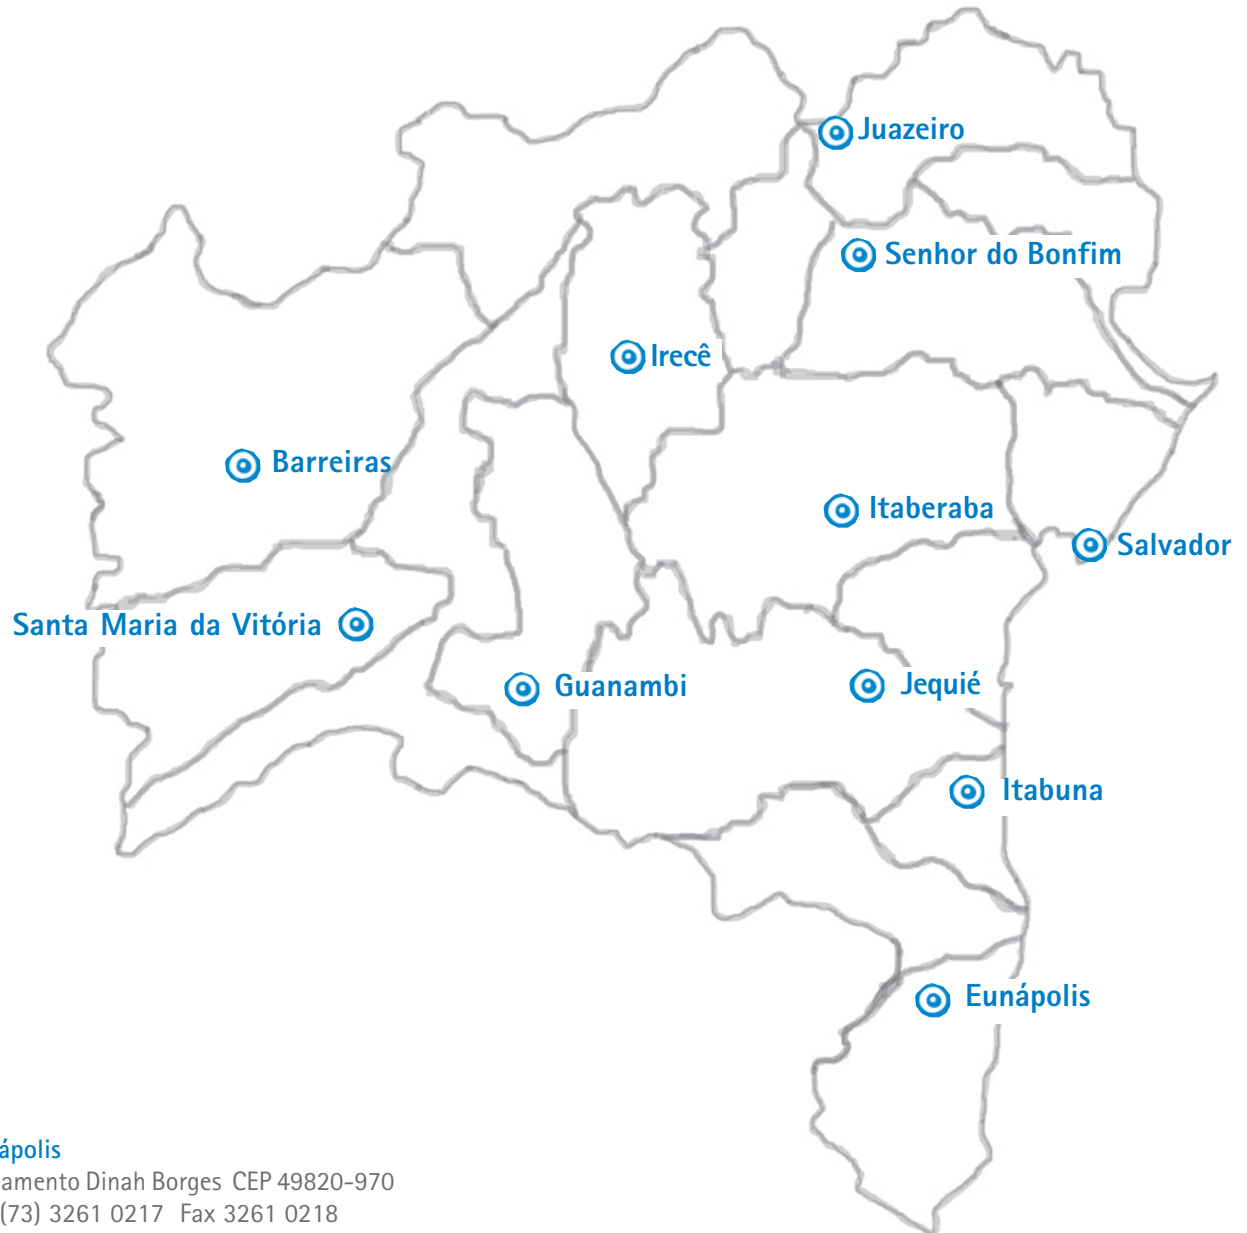 Juazeiro
Senhor do Bonfim
Irecê
Barreiras
Itaberaba
Salvador
Santa Maria da Vitória
Guanambi
Jequié
Itabuna
Eunápolis
ápolis
amento Dinah Borges CEP 49820-970
(73) 3261 0217 Fax 3261 0218